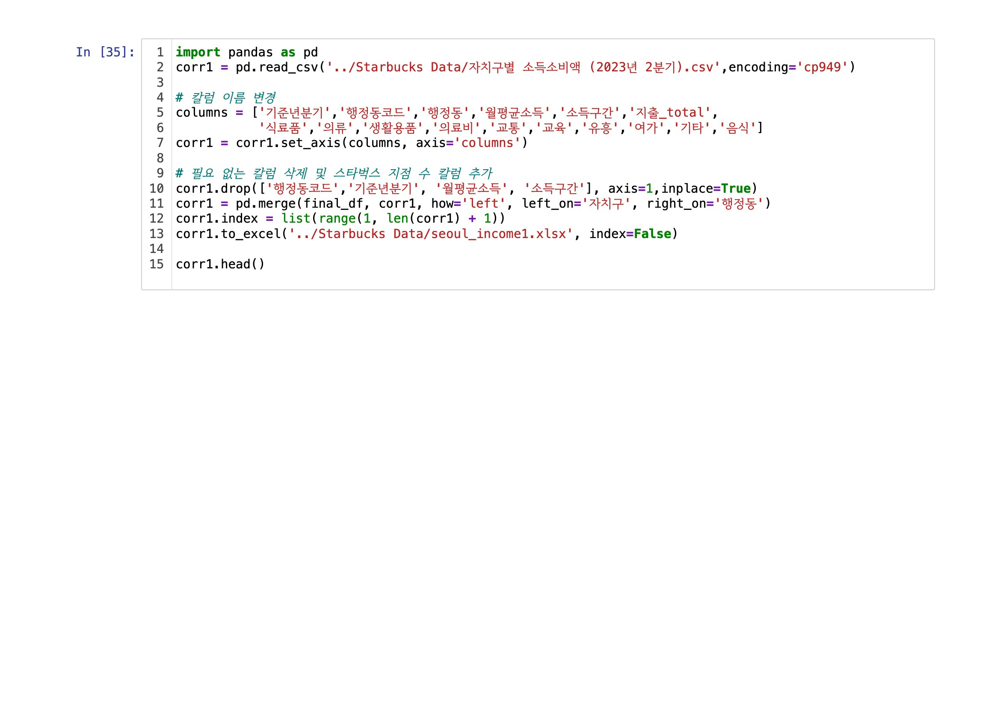 In [35]:
1 import pandas as pd
2 corr1 = pd.read_csv('../Starbucks Data/자치구별 소득소비액 (2023년 2분기).csv',encoding='cp949')
3
4 # 칼럼 이름 변경
5 columns = ['기준년분기','행정동코드','행정동','월평균소득','소득구간','지출_total',
6            '식료품','의류','생활용품','의료비','교통','교육','유흥','여가','기타','음식']
7 corr1 = corr1.set_axis(columns, axis='columns')
8
9 # 필요 없는 칼럼 삭제 및 스타벅스 지점 수 칼럼 추가
10 corr1.drop(['행정동코드','기준년분기', '월평균소득', '소득구간'], axis=1,inplace=True)
11 corr1 = pd.merge(final_df, corr1, how='left', left_on='자치구', right_on='행정동')
12 corr1.index = list(range(1, len(corr1) + 1))
13 corr1.to_excel('../Starbucks Data/seoul_income1.xlsx', index=False)
14
15 corr1.head()